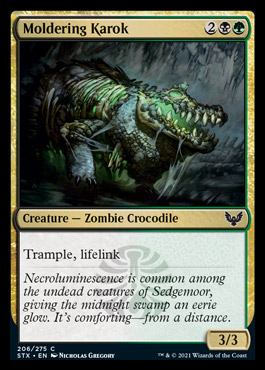 Moldering Karok 2
Creature — Zombie Crocodile
Trample, lifelink
Necroluminescence is common among
the undead creatures of Sedgemoor,
giving the midnight swamp an eerie
glow. It's comforting—from a distance.
3/3
206/275 C
STX • EN Nicholas Gregory
™ & © 2021 Wizards of the Coast